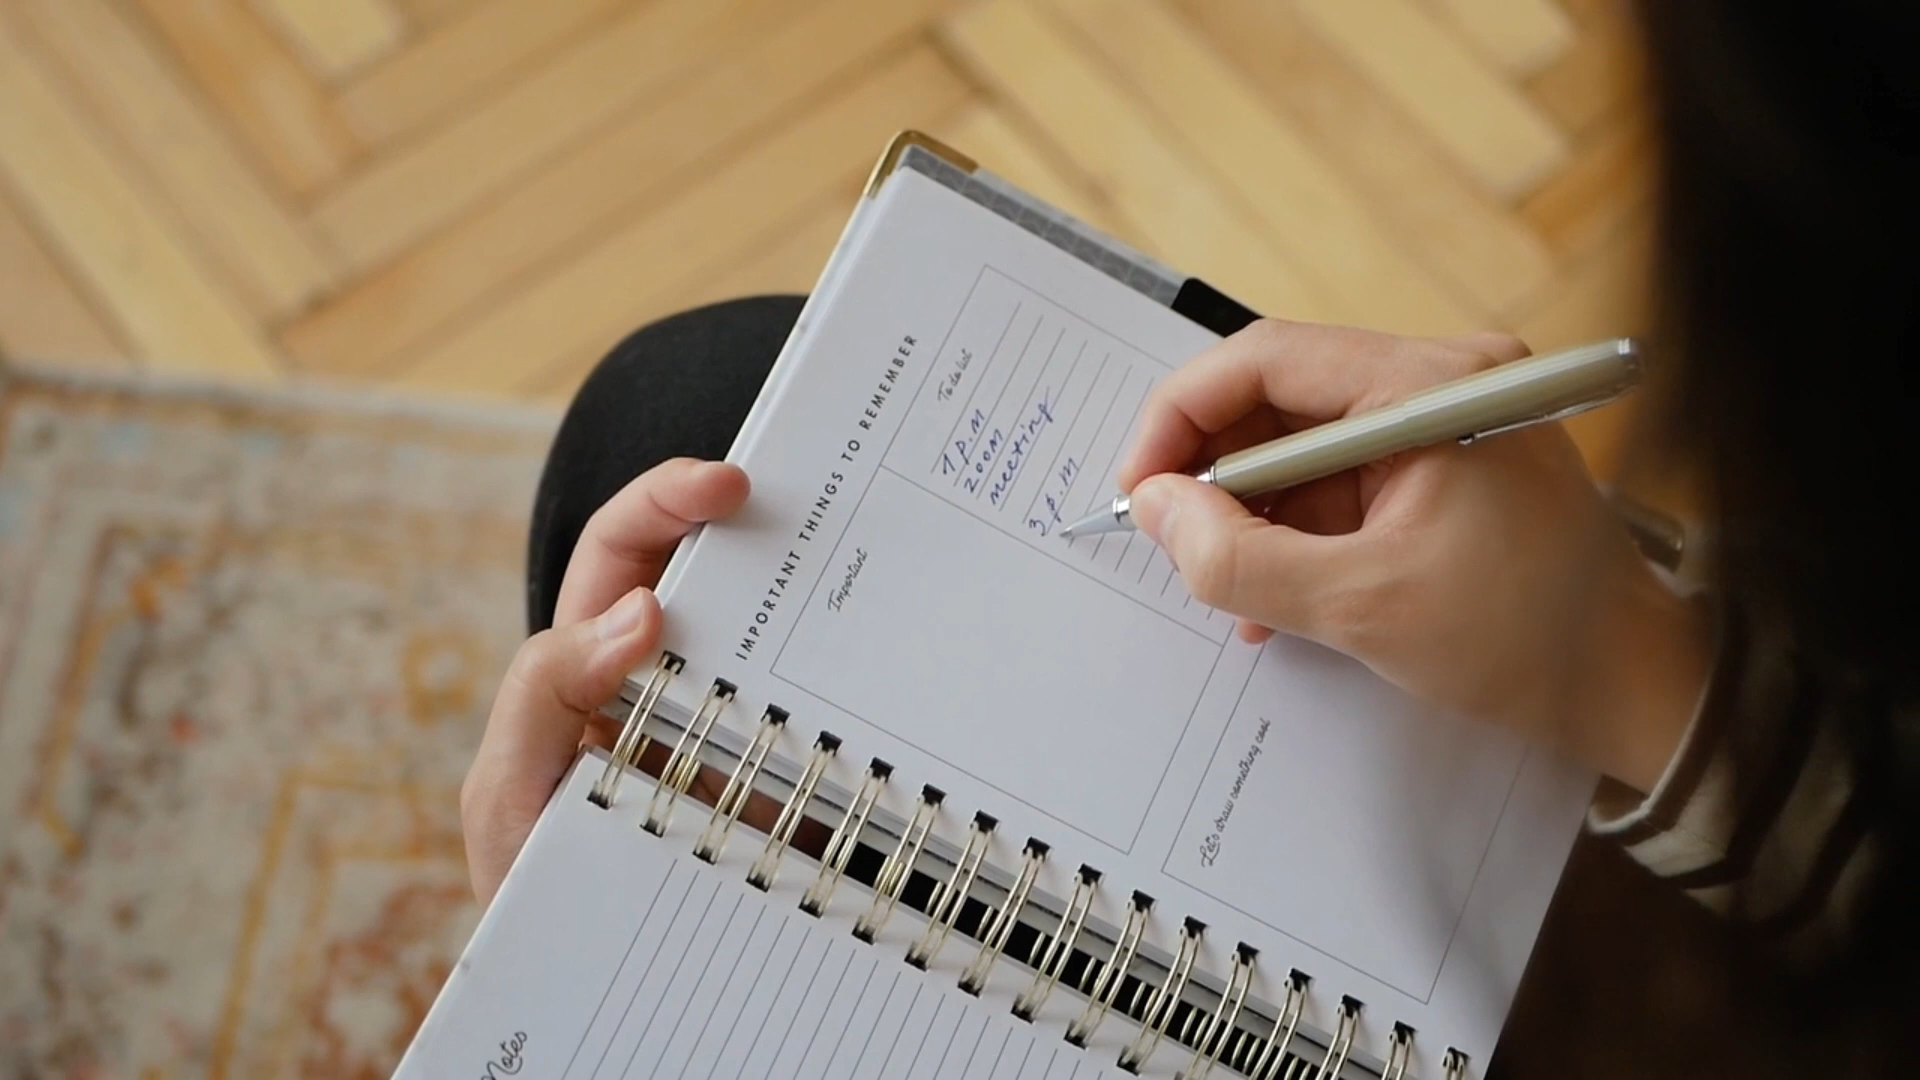 IMPORTANT THINGS TO REMEMBER
To do list
1 p.m
zoom
meeting
3 p.m
Important
Let's draw something cool
Notes